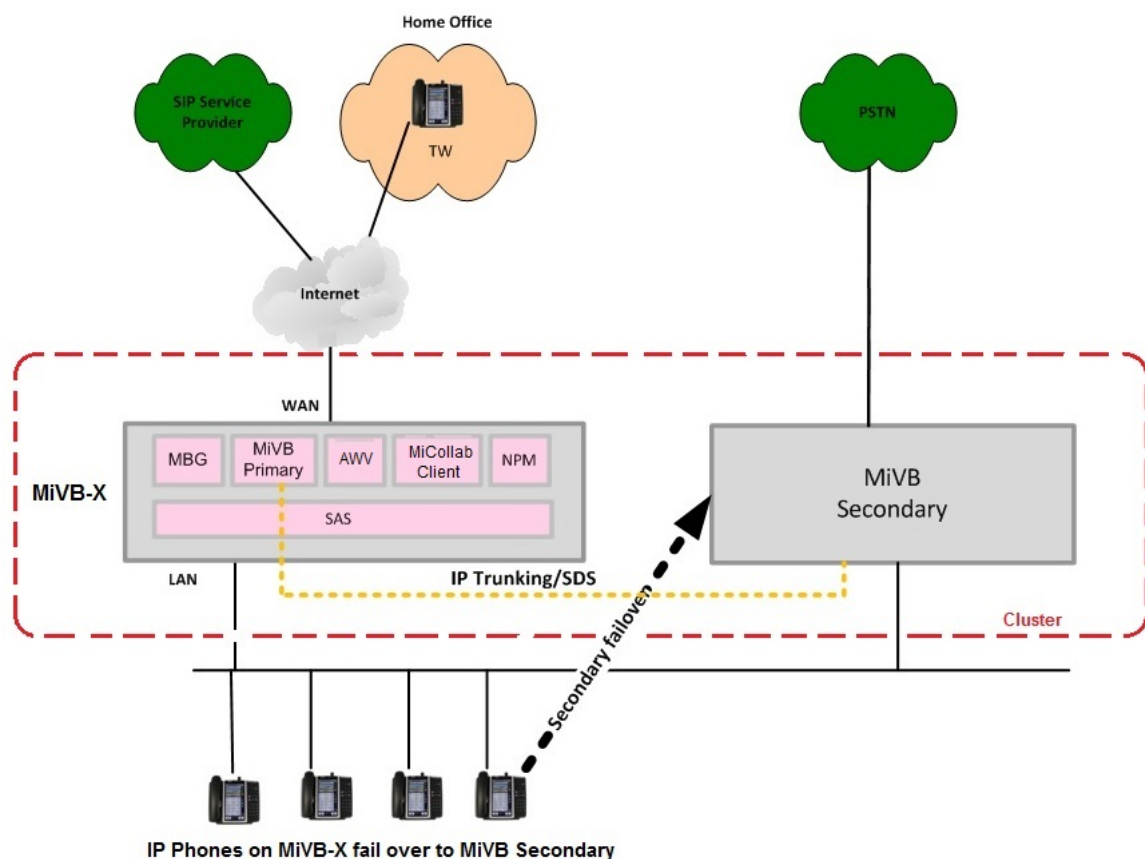 Home Office
SIP Service
Provider
TW
PSTN
Internet
WAN
MBG
MiVB
Primary
AWV
MiCollab
Client
NPM
MiVB-X
SAS
MiVB
Secondary
LAN
IP Trunking/SDS
Cluster
Secondary failover
IP Phones on MiVB-X fail over to MiVB Secondary